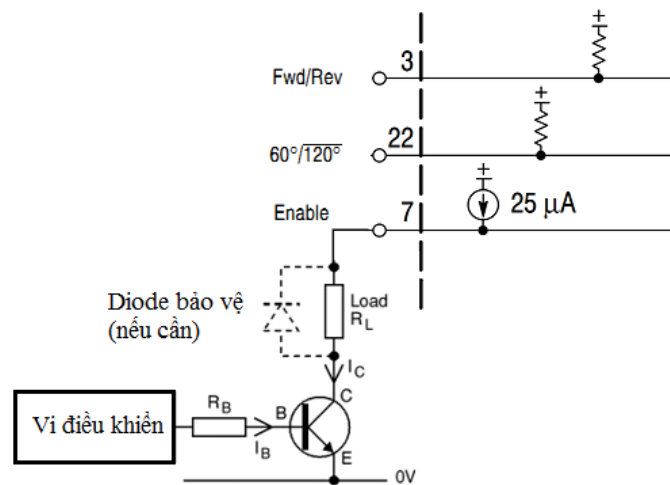 +
3
Fwd/Rev
+
22
60°/120°
+
25 μA
Enable
7
Diode bảo vệ
(nếu cần)
Load
RL
IC
C
Vi điều khiển
RB
IB
B
E
0V